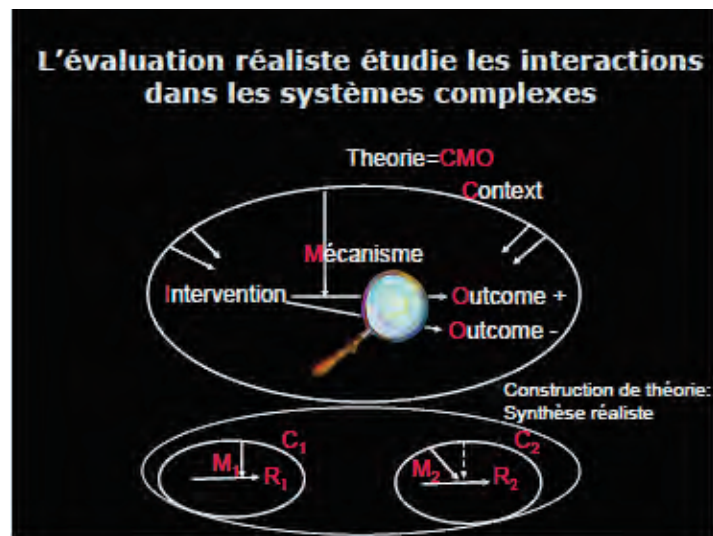 L'évaluation réaliste étudie les interactions
dans les systèmes complexes
Theorie=CMO
Context
Mécanisme
Intervention
Outcome +
Outcome -
Construction de théorie:
Synthèse réaliste
C1
M1
R1
C2
M2
R2